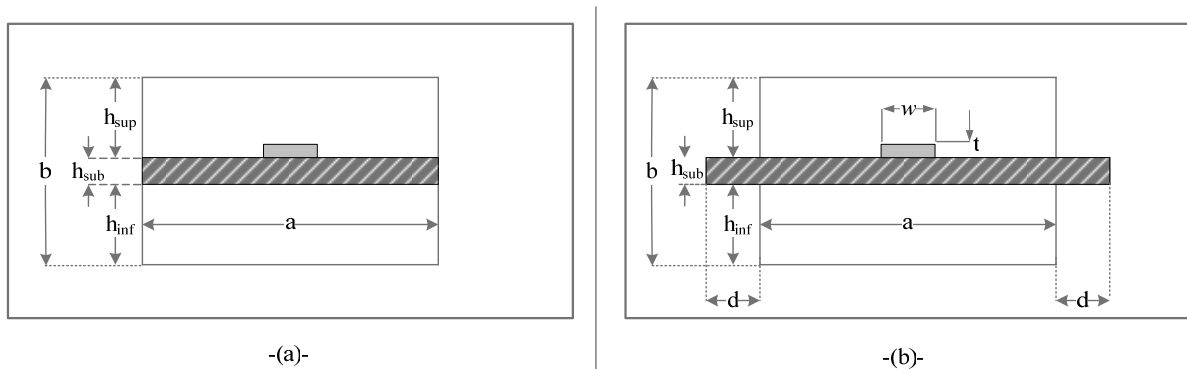 h_sup
b
h_sub
h_inf
a
-(a)-
h_sup
w
t
b
h_sub
h_inf
a
d
d
-(b)-